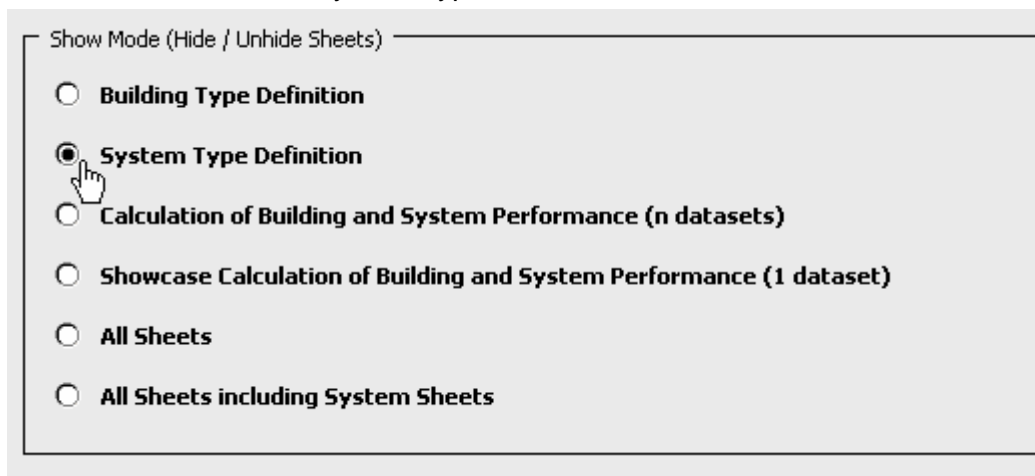 Show Mode (Hide / Unhide Sheets)
Building Type Definition
System Type Definition
Calculation of Building and System Performance (n datasets)
Showcase Calculation of Building and System Performance (1 dataset)
All Sheets
All Sheets including System Sheets